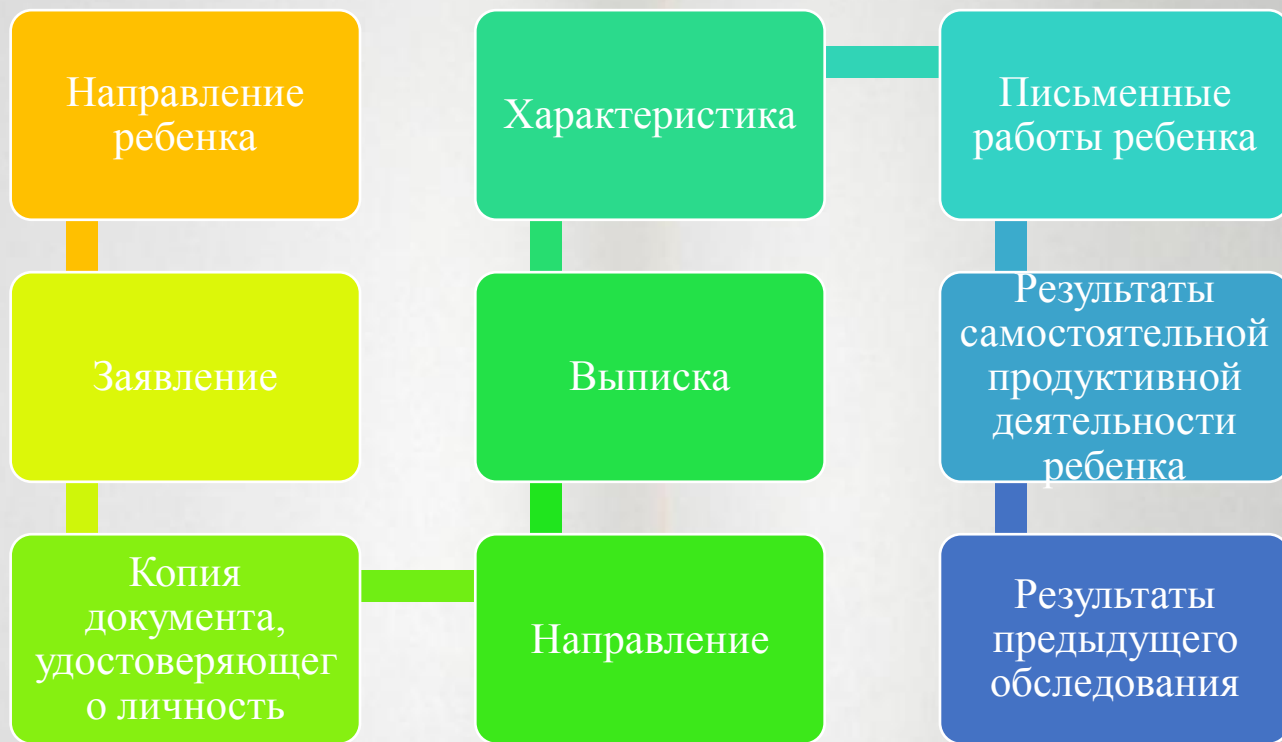 Направление
ребенка
Заявление
Копия
документа,
удостоверяющег
о личность
Направление
Выписка
Характеристика
Письменные
работы ребенка
Результаты
самостоятельной
продуктивной
деятельности
ребенка
Результаты
предыдущего
обследования